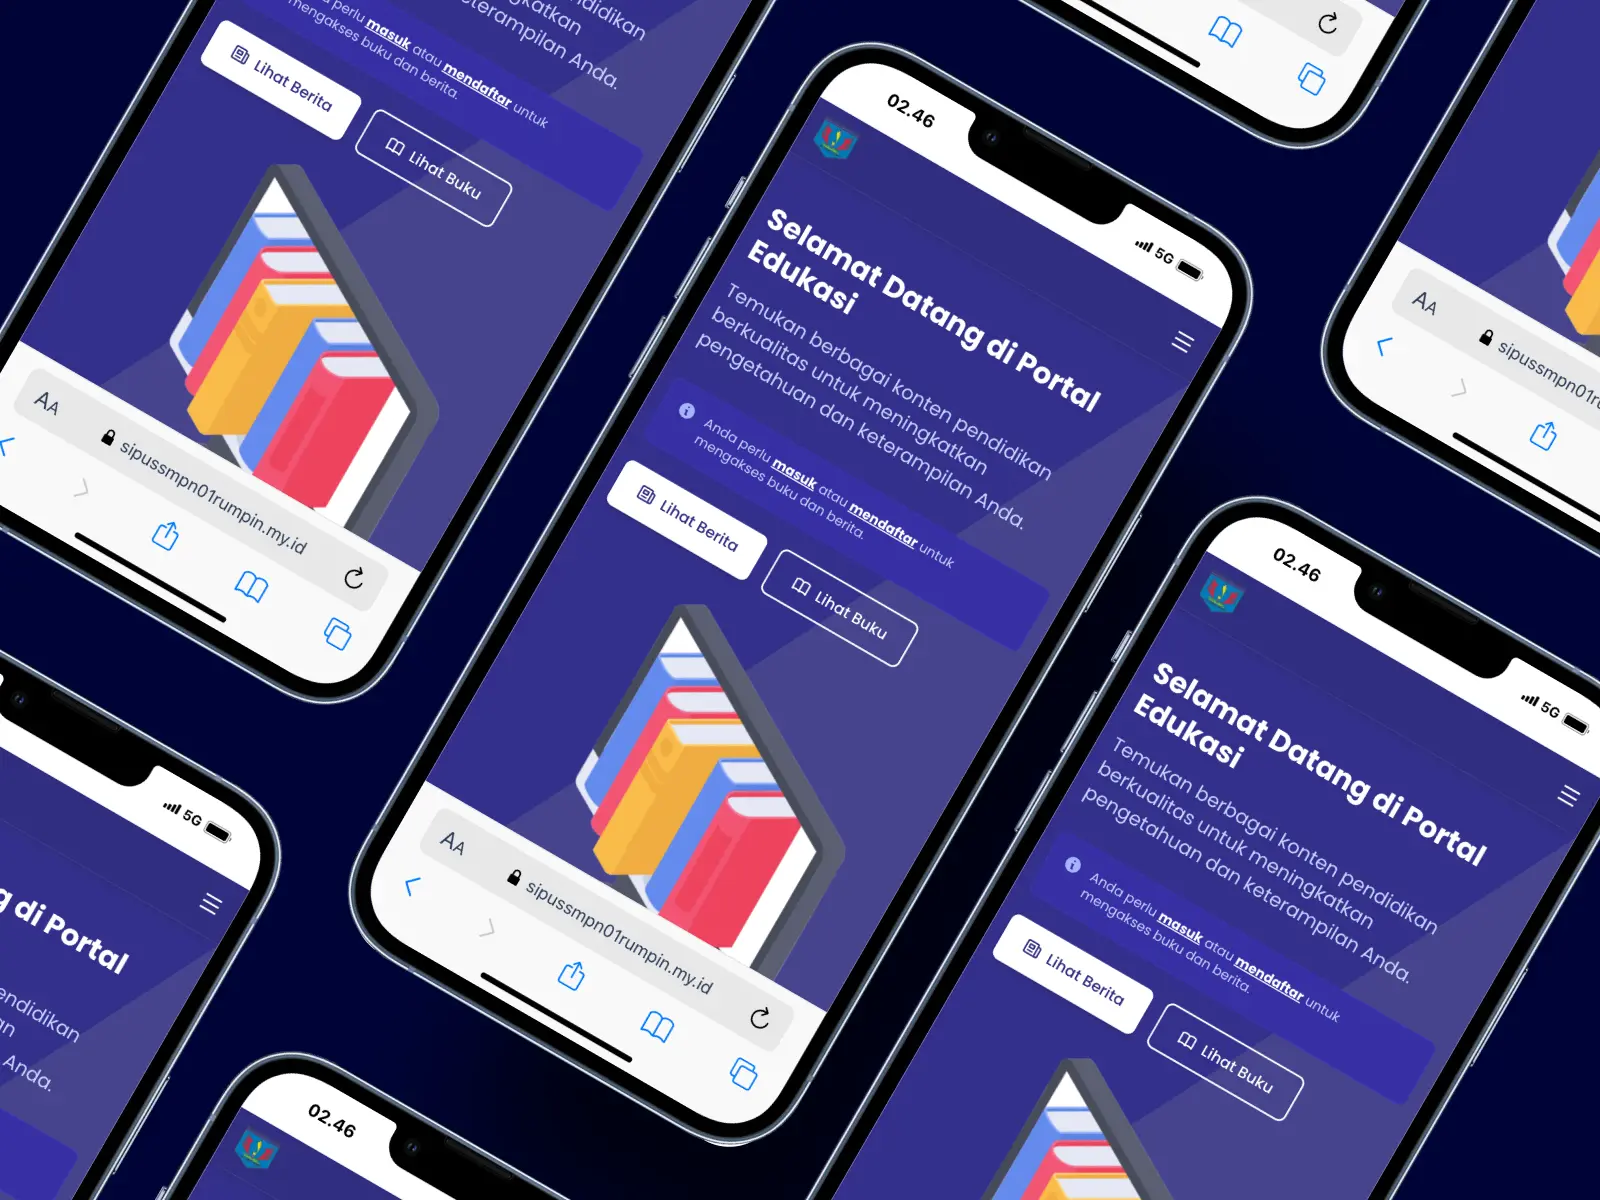 pendidikan
meningkatkan
keterampilan Anda.
perlu masuk atau mendaftar untuk
mengakses buku dan berita.
Lihat Berita
Lihat Buku
AA
sipussmpn01rumpin.my.id
02.46
5G
Selamat Datang di Portal
Edukasi
Temukan berbagai konten pendidikan
berkualitas untuk meningkatkan
pengetahuan dan keterampilan Anda.
Anda perlu masuk atau mendaftar untuk
mengakses buku dan berita.
Lihat Berita
Lihat Buku
AA
sipussmpn01rumpin.my.id
AA
sipussmpn01ru
02.46
5G
Selamat Datang di Portal
Edukasi
Temukan berbagai konten pendidikan
berkualitas untuk meningkatkan
pengetahuan dan keterampilan Anda.
Anda perlu masuk atau mendaftar untuk
mengakses buku dan berita.
Lihat Berita
Lihat Buku
5G
g di Portal
endidikan
an
Anda.
02.46